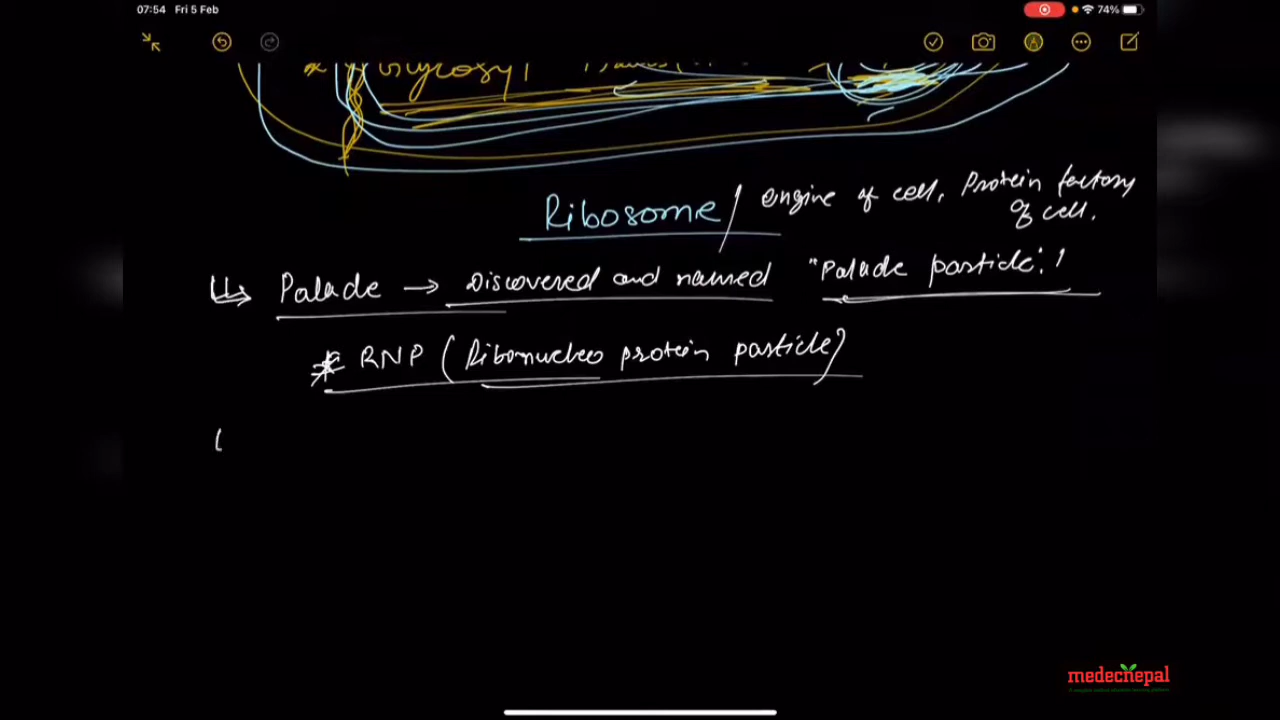 07:54 Fri 5 Feb
74%
Ribosome / engine of cell, Protein factory
of cell.
Palade → Discovered and named "Palade particle".
* RNP (Ribonucleo protein particle)
medecnepal